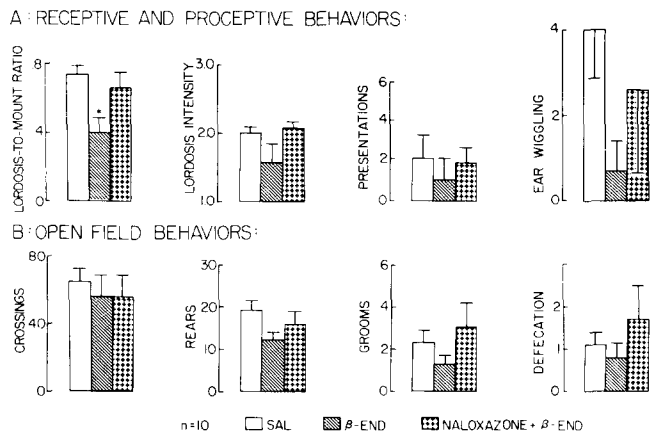 A : RECEPTIVE AND PROCEPTIVE BEHAVIORS:
LORDOSIS-TO-MOUNT RATIO
.8
4
0
*
LORDOSIS INTENSITY
3.0
2.0
1.0
PRESENTATIONS
6
4
2
0
EAR WIGGLING
4
2
0
B: OPEN FIELD BEHAVIORS:
CROSSINGS
80
40
0
REARS
30
20
10
0
GROOMS
6
4
2
0
DEFECATION
2
1
0
n=10
SAL
β-END
NALOXAZONE + β-END